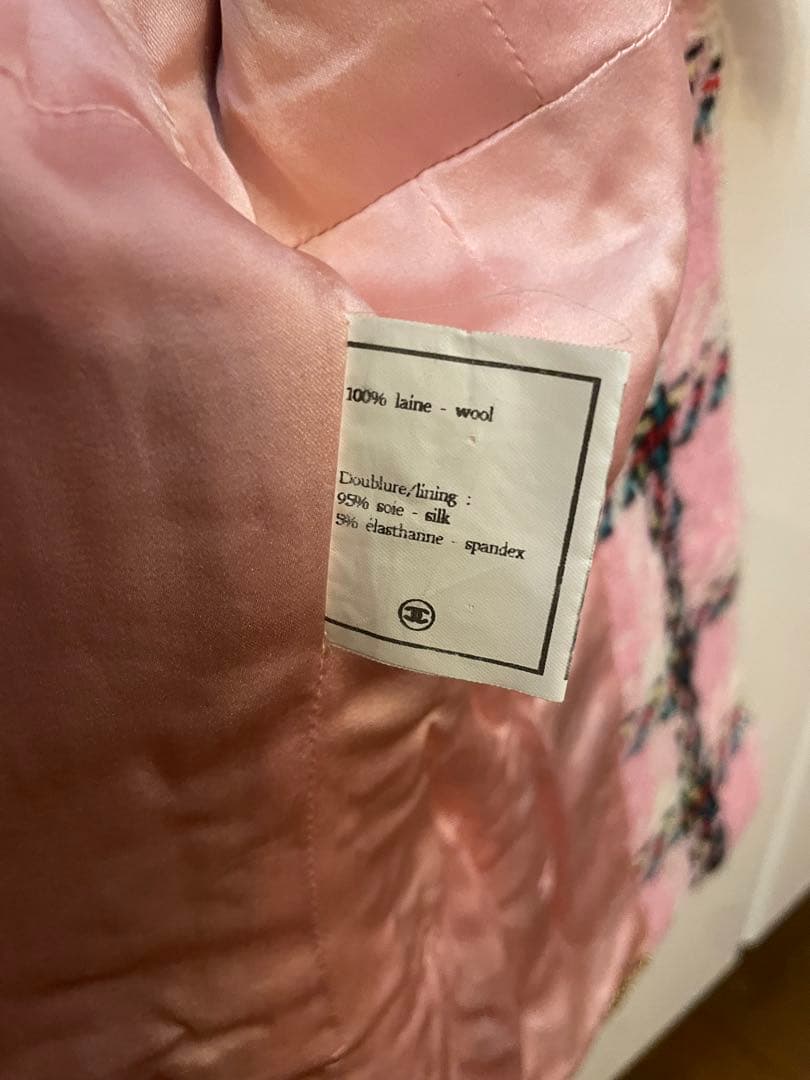 100% laine - wool
Doublure/lining :
95% soie - silk
5% élasthanne - spandex